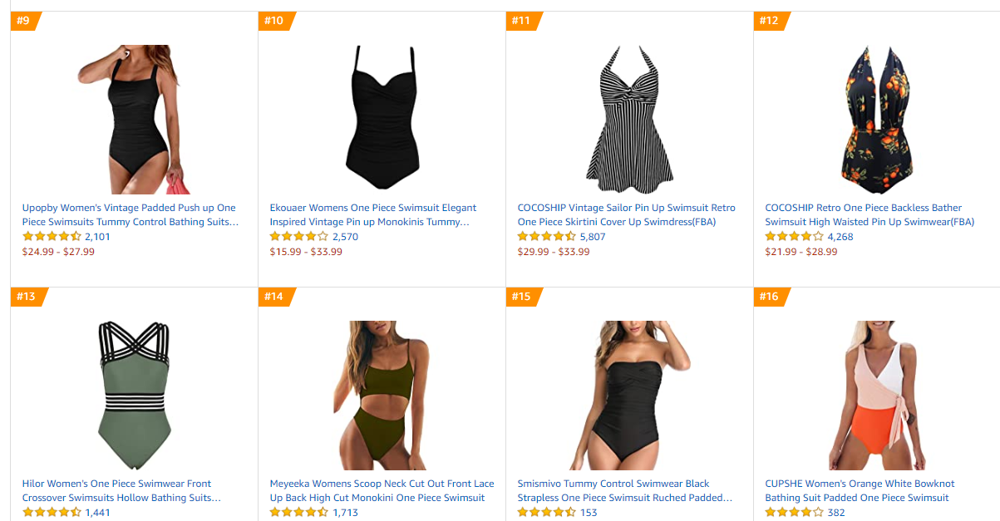 #9
#10
#11
#12
Upopby Women's Vintage Padded Push up One
Piece Swimsuits Tummy Control Bathing Suits…
2,101
$24.99 - $27.99
Ekouaer Womens One Piece Swimsuit Elegant
Inspired Vintage Pin up Monokinis Tummy…
2,570
$15.99 - $33.99
COCOSHIP Vintage Sailor Pin Up Swimsuit Retro
One Piece Skirtini Cover Up Swimdress(FBA)
5,807
$29.99 - $33.99
COCOSHIP Retro One Piece Backless Bather
Swimsuit High Waisted Pin Up Swimwear(FBA)
4,268
$21.99 - $28.99
#13
#14
#15
#16
Hilor Women's One Piece Swimwear Front
Crossover Swimsuits Hollow Bathing Suits…
1,441
Meyeeka Womens Scoop Neck Cut Out Front Lace
Up Back High Cut Monokini One Piece Swimsuit
1,713
Smismivo Tummy Control Swimwear Black
Strapless One Piece Swimsuit Ruched Padded…
153
CUPSHE Women's Orange White Bowknot
Bathing Suit Padded One Piece Swimsuit
382